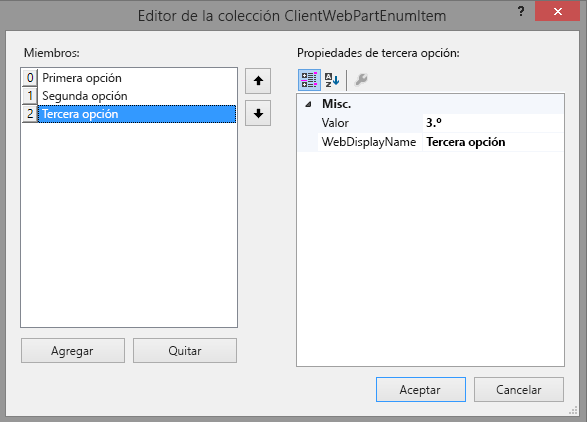 Editor de la colección ClientWebPartEnumItem
?
Miembros:
Propiedades de tercera opción:
0 Primera opción
1 Segunda opción
2 Tercera opción
Misc.
Valor 3.º
WebDisplayName Tercera opción
Agregar
Quitar
Aceptar
Cancelar